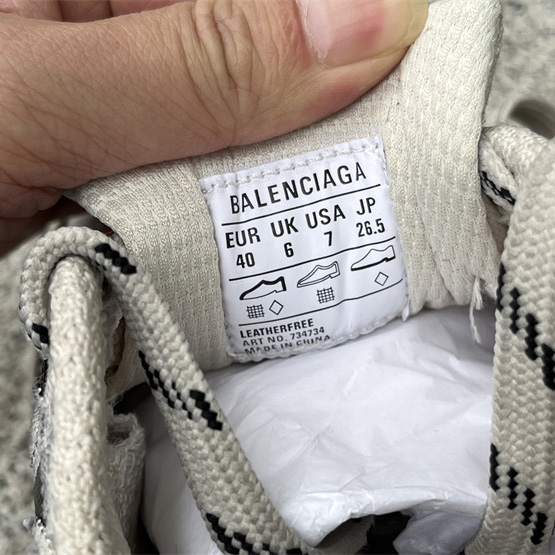 BALENCIAGA
EUR UK USA JP
40 6 7 26.5
LEATHERFREE
ART NO. 734734
MADE IN CHINA